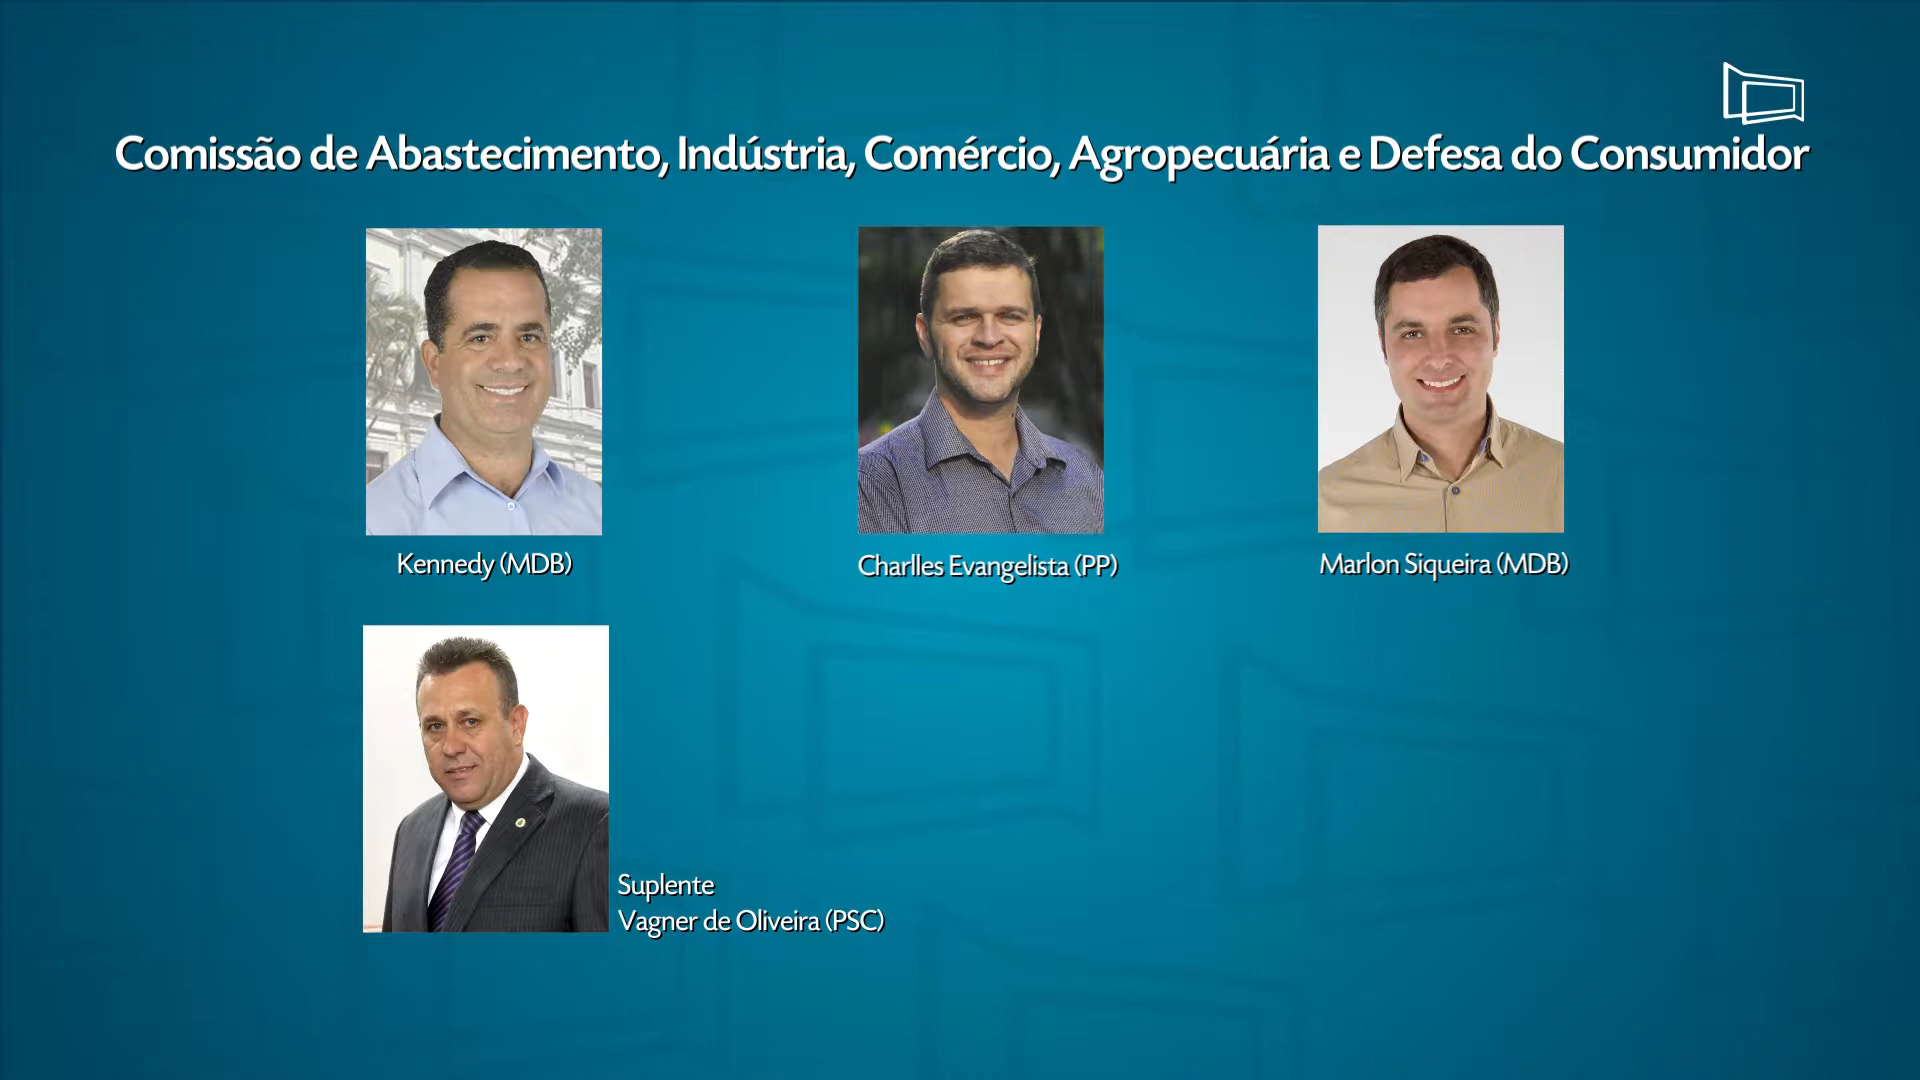 Comissão de Abastecimento, Indústria, Comércio, Agropecuária e Defesa do Consumidor
Kennedy (MDB)
Charlles Evangelista (PP)
Marlon Siqueira (MDB)
Suplente
Vagner de Oliveira (PSC)